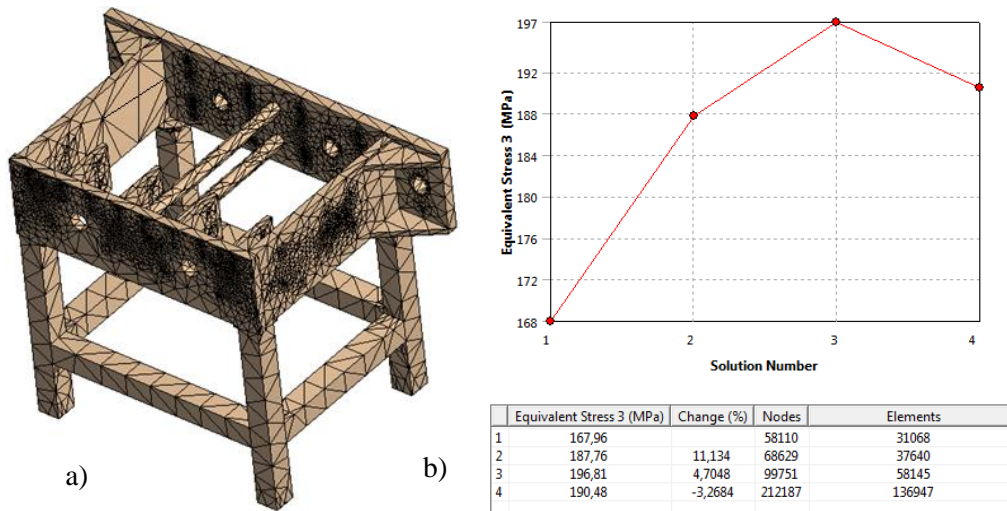 197
192
188
184
180
176
172
168
Equivalent Stress 3 (MPa)
1 2 3 4
Solution Number
a)
b)
Equivalent Stress 3 (MPa) Change (%) Nodes Elements
1 167,96 58110 31068
2 187,76 11,134 68629 37640
3 196,81 4,7048 99751 58145
4 190,48 -3,2684 212187 136947